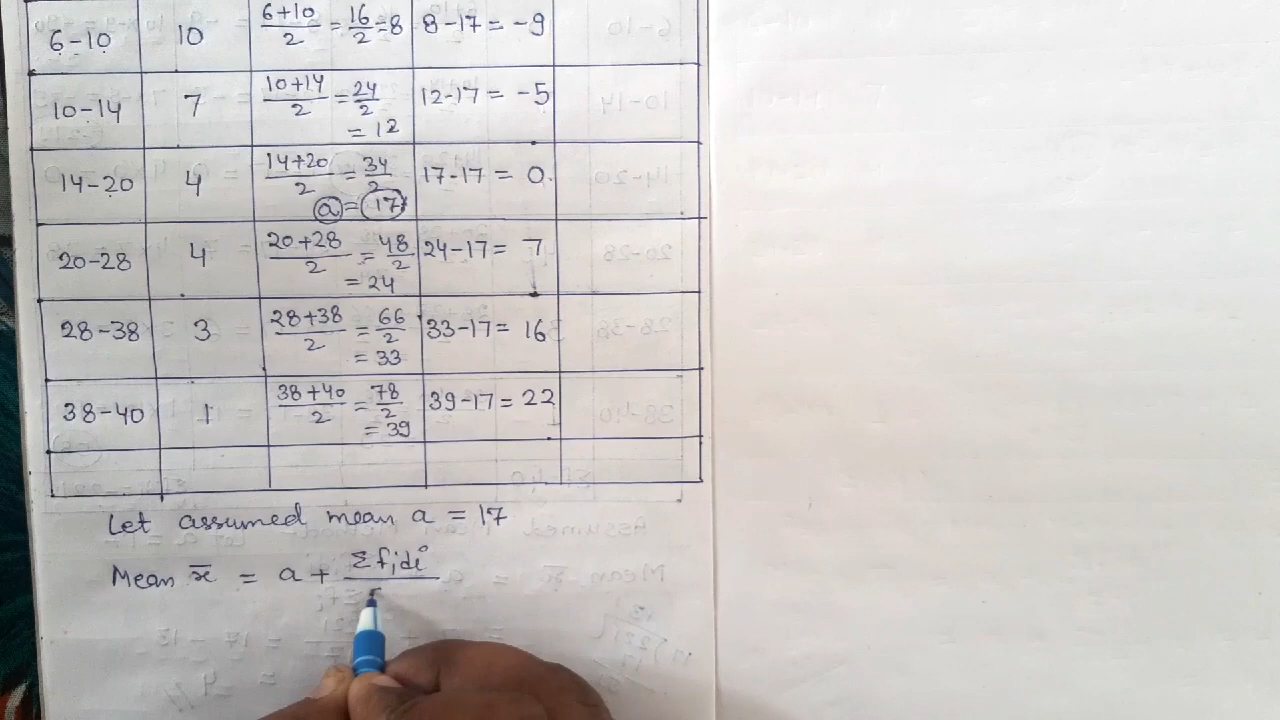 6-10 10 6+10/2 = 16/2 = 8 8-17 = -9
10-14 7 10+14/2 = 24/2 = 12 12-17 = -5
14-20 4 14+20/2 = 34/2 a = 17 17-17 = 0
20-28 4 20+28/2 = 48/2 = 24 24-17 = 7
28-38 3 28+38/2 = 66/2 = 33 33-17 = 16
38-40 1 38+40/2 = 78/2 = 39 39-17 = 22
Let assumed mean a = 17
Mean x̄ = a + Σfidi